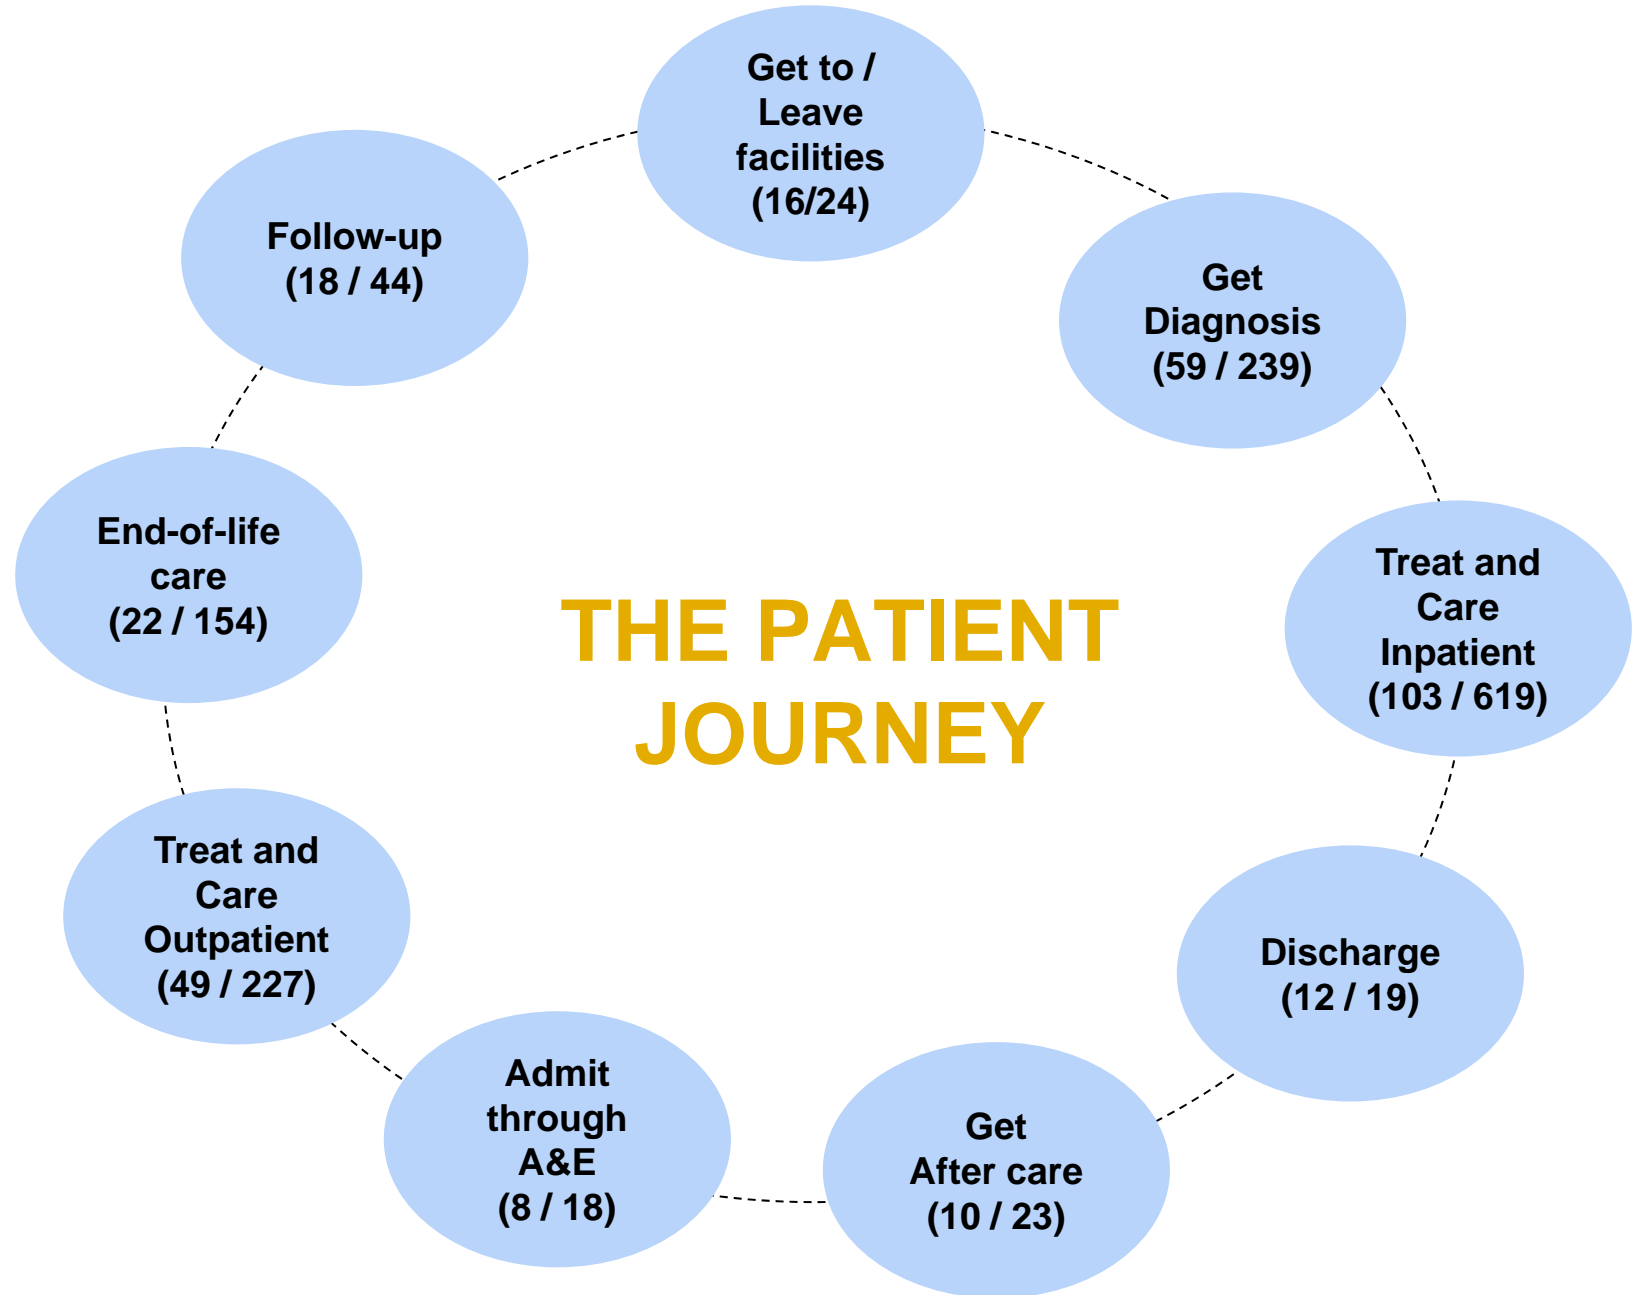 Get to /
Leave
facilities
(16/24)
Get
Diagnosis
(59 / 239)
Treat and
Care
Inpatient
(103 / 619)
Discharge
(12 / 19)
Get
After care
(10 / 23)
Admit
through
A&E
(8 / 18)
Treat and
Care
Outpatient
(49 / 227)
End-of-life
care
(22 / 154)
Follow-up
(18 / 44)
THE PATIENT
JOURNEY